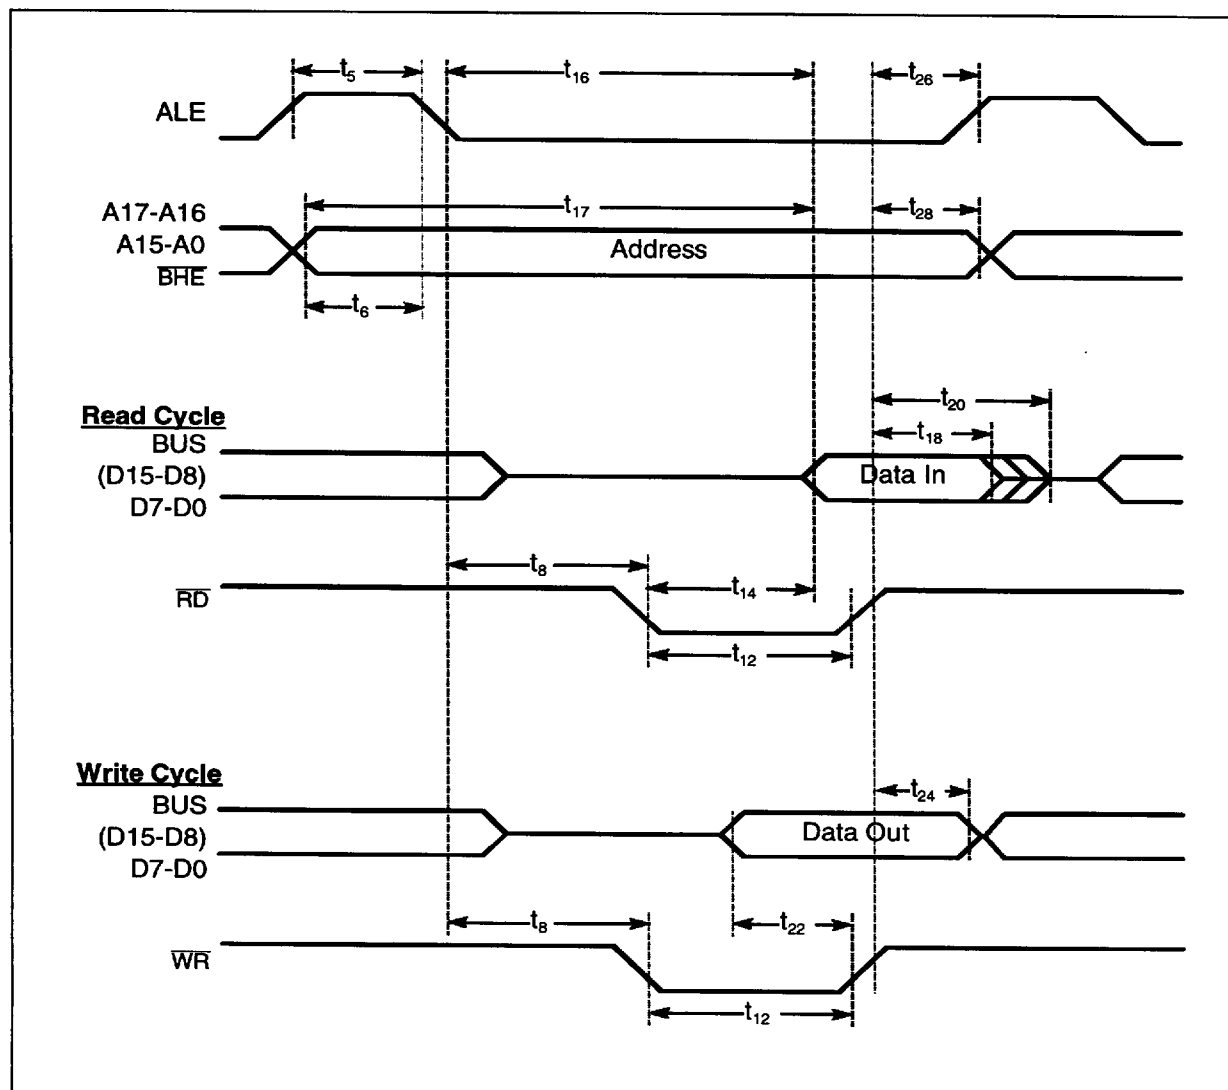 t5
t16
t26
ALE
A17-A16
t17
t28
A15-A0
Address
BHE
t6
t20
Read Cycle
t18
BUS
(D15-D8)
Data In
D7-D0
t8
t14
RD
t12
Write Cycle
t24
BUS
(D15-D8)
Data Out
D7-D0
t8
t22
WR
t12